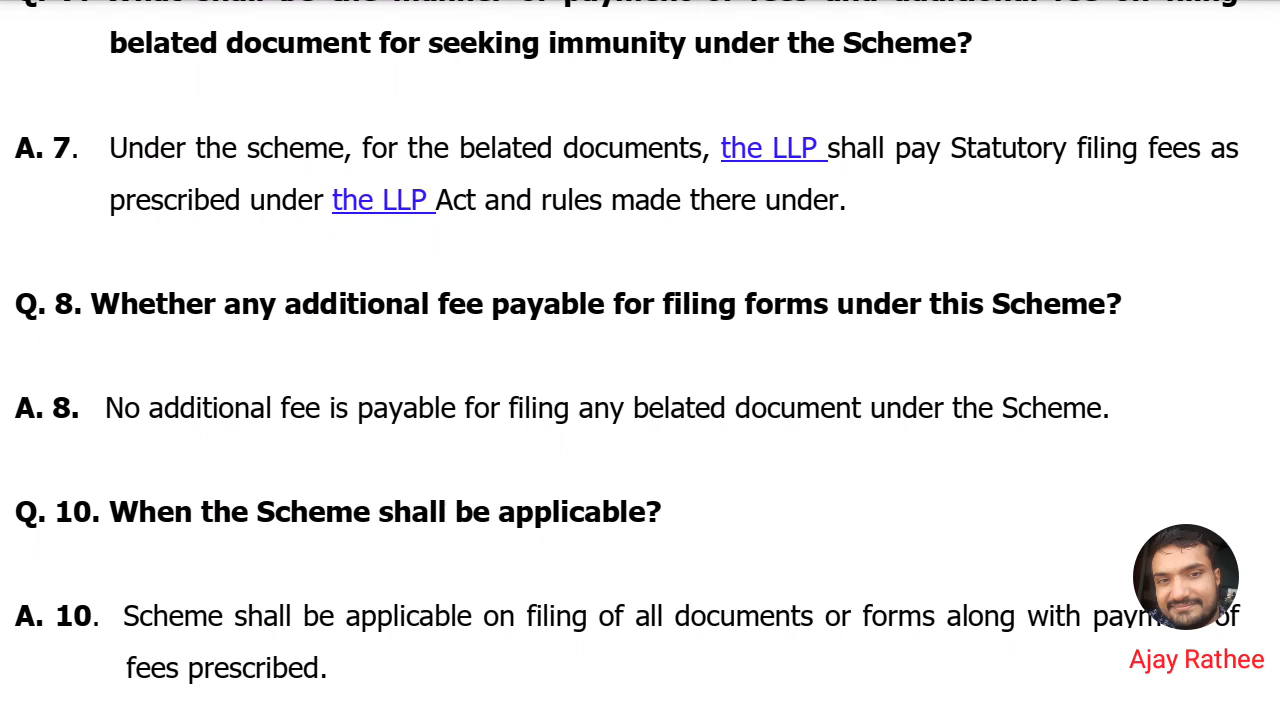 belated document for seeking immunity under the Scheme?
A. 7. Under the scheme, for the belated documents, the LLP shall pay Statutory filing fees as
prescribed under the LLP Act and rules made there under.
Q. 8. Whether any additional fee payable for filing forms under this Scheme?
A. 8. No additional fee is payable for filing any belated document under the Scheme.
Q. 10. When the Scheme shall be applicable?
A. 10. Scheme shall be applicable on filing of all documents or forms along with of
fees prescribed.
Ajay Rathee